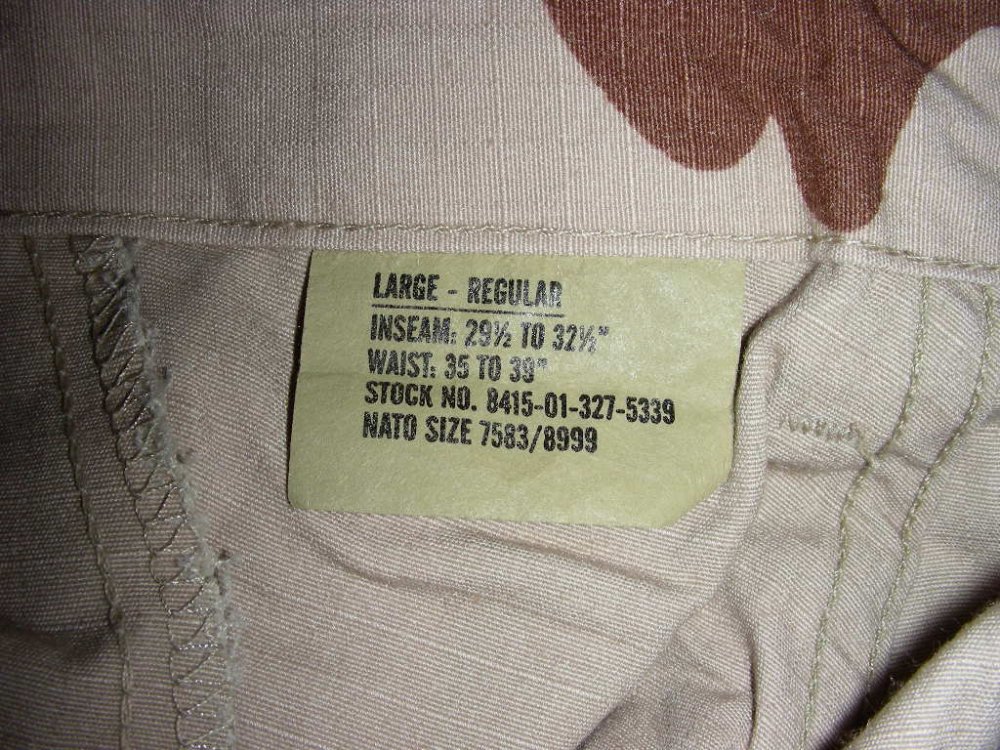 LARGE - REGULAR
INSEAM: 29½ TO 32½"
WAIST: 35 TO 39"
STOCK NO. 8415-01-327-5339
NATO SIZE 7583/8999